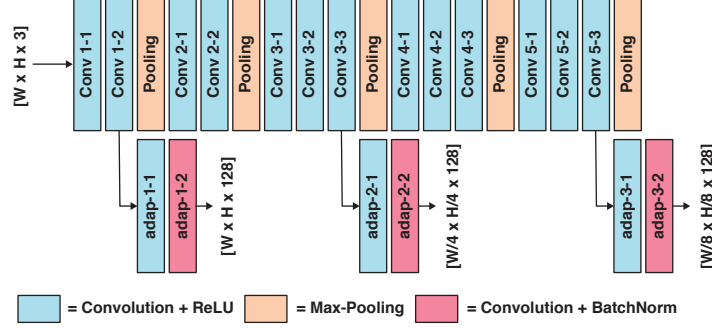 [W x H x 3]
Conv 1-1
Conv 1-2
Pooling
Conv 2-1
Conv 2-2
Pooling
Conv 3-1
Conv 3-2
Conv 3-3
Pooling
Conv 4-1
Conv 4-2
Conv 4-3
Pooling
Conv 5-1
Conv 5-2
Conv 5-3
Pooling
adap-1-1
adap-1-2
[W x H x 128]
adap-2-1
adap-2-2
[W/4 x H/4 x 128]
adap-3-1
adap-3-2
[W/8 x H/8 x 128]
= Convolution + ReLU
= Max-Pooling
= Convolution + BatchNorm